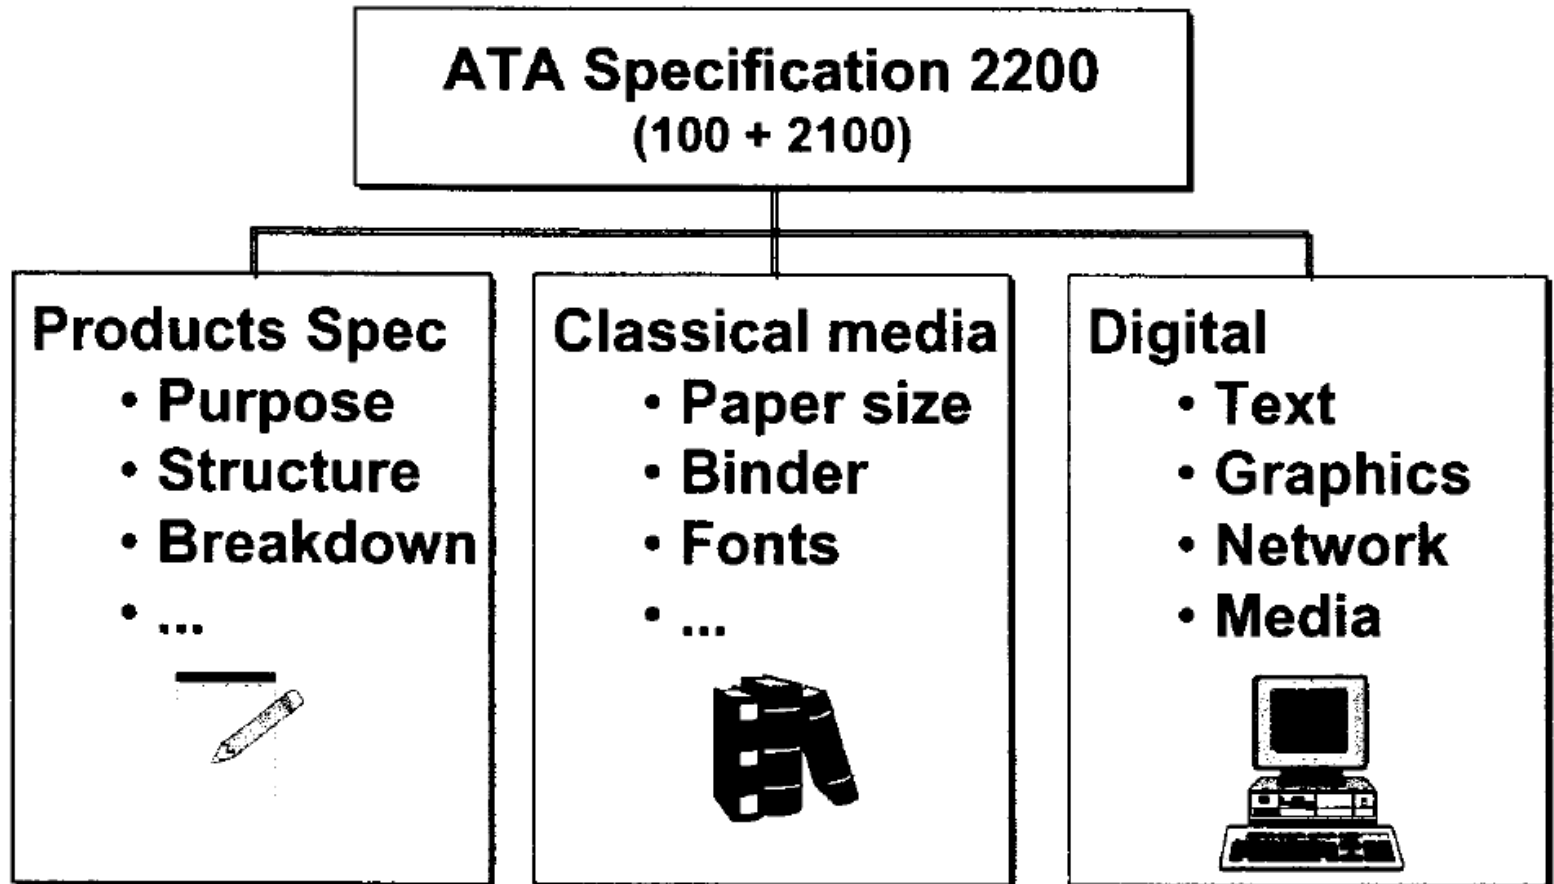 ATA Specification 2200
(100 + 2100)
Products Spec
• Purpose
• Structure
• Breakdown
• ...
Classical media
• Paper size
• Binder
• Fonts
• ...
Digital
• Text
• Graphics
• Network
• Media